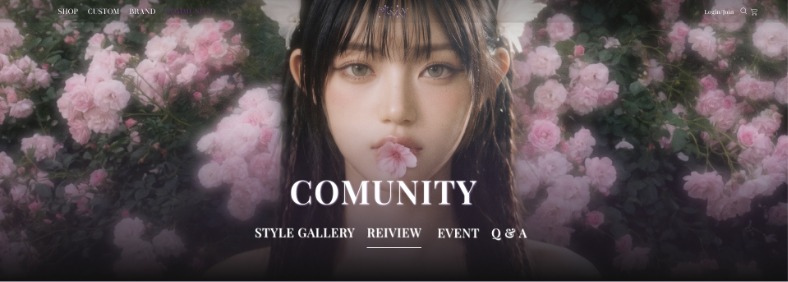 SHOP CUSTOM BRAND
Login/Join
COMUNITY
STYLE GALLERY REIVIEW EVENT Q & A